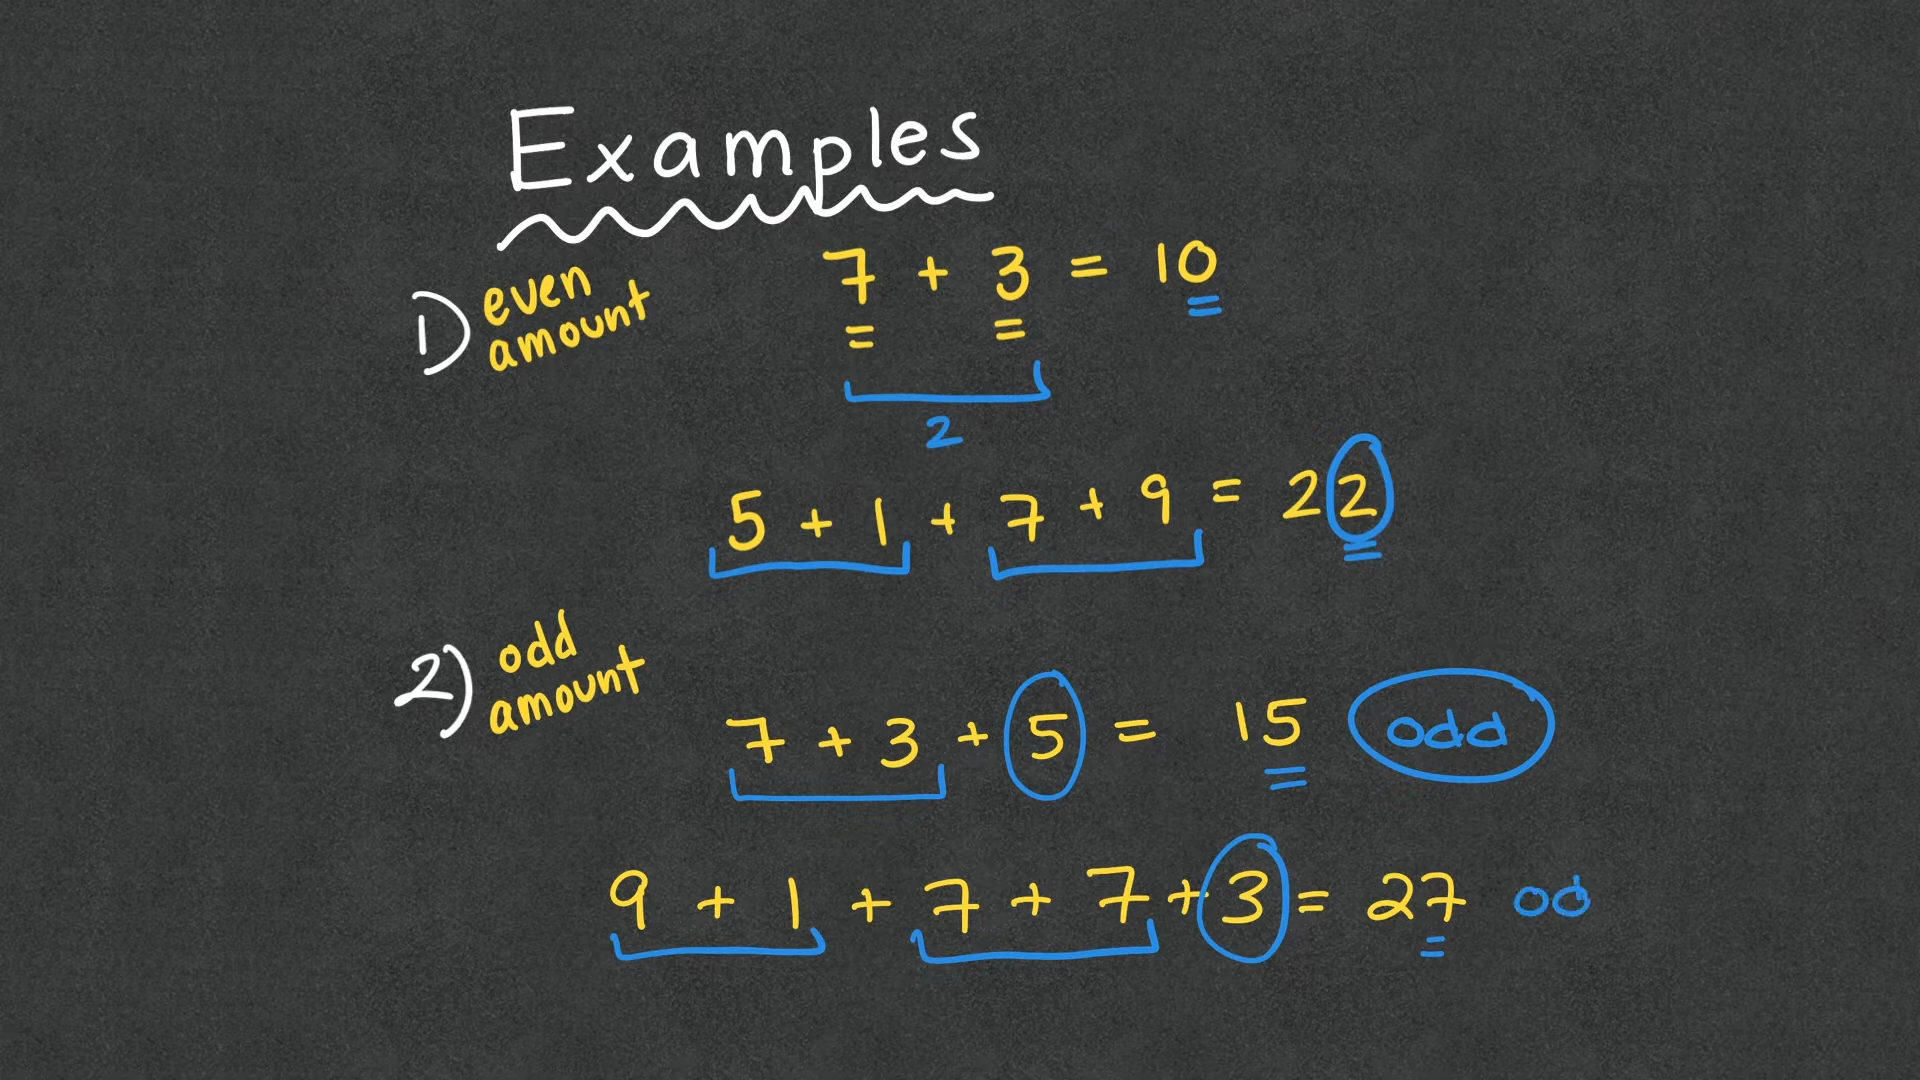 Examples
1) even amount
7 + 3 = 10
2
5 + 1 + 7 + 9 = 22
2) odd amount
7 + 3 + 5 = 15 odd
9 + 1 + 7 + 7 + 3 = 27 od